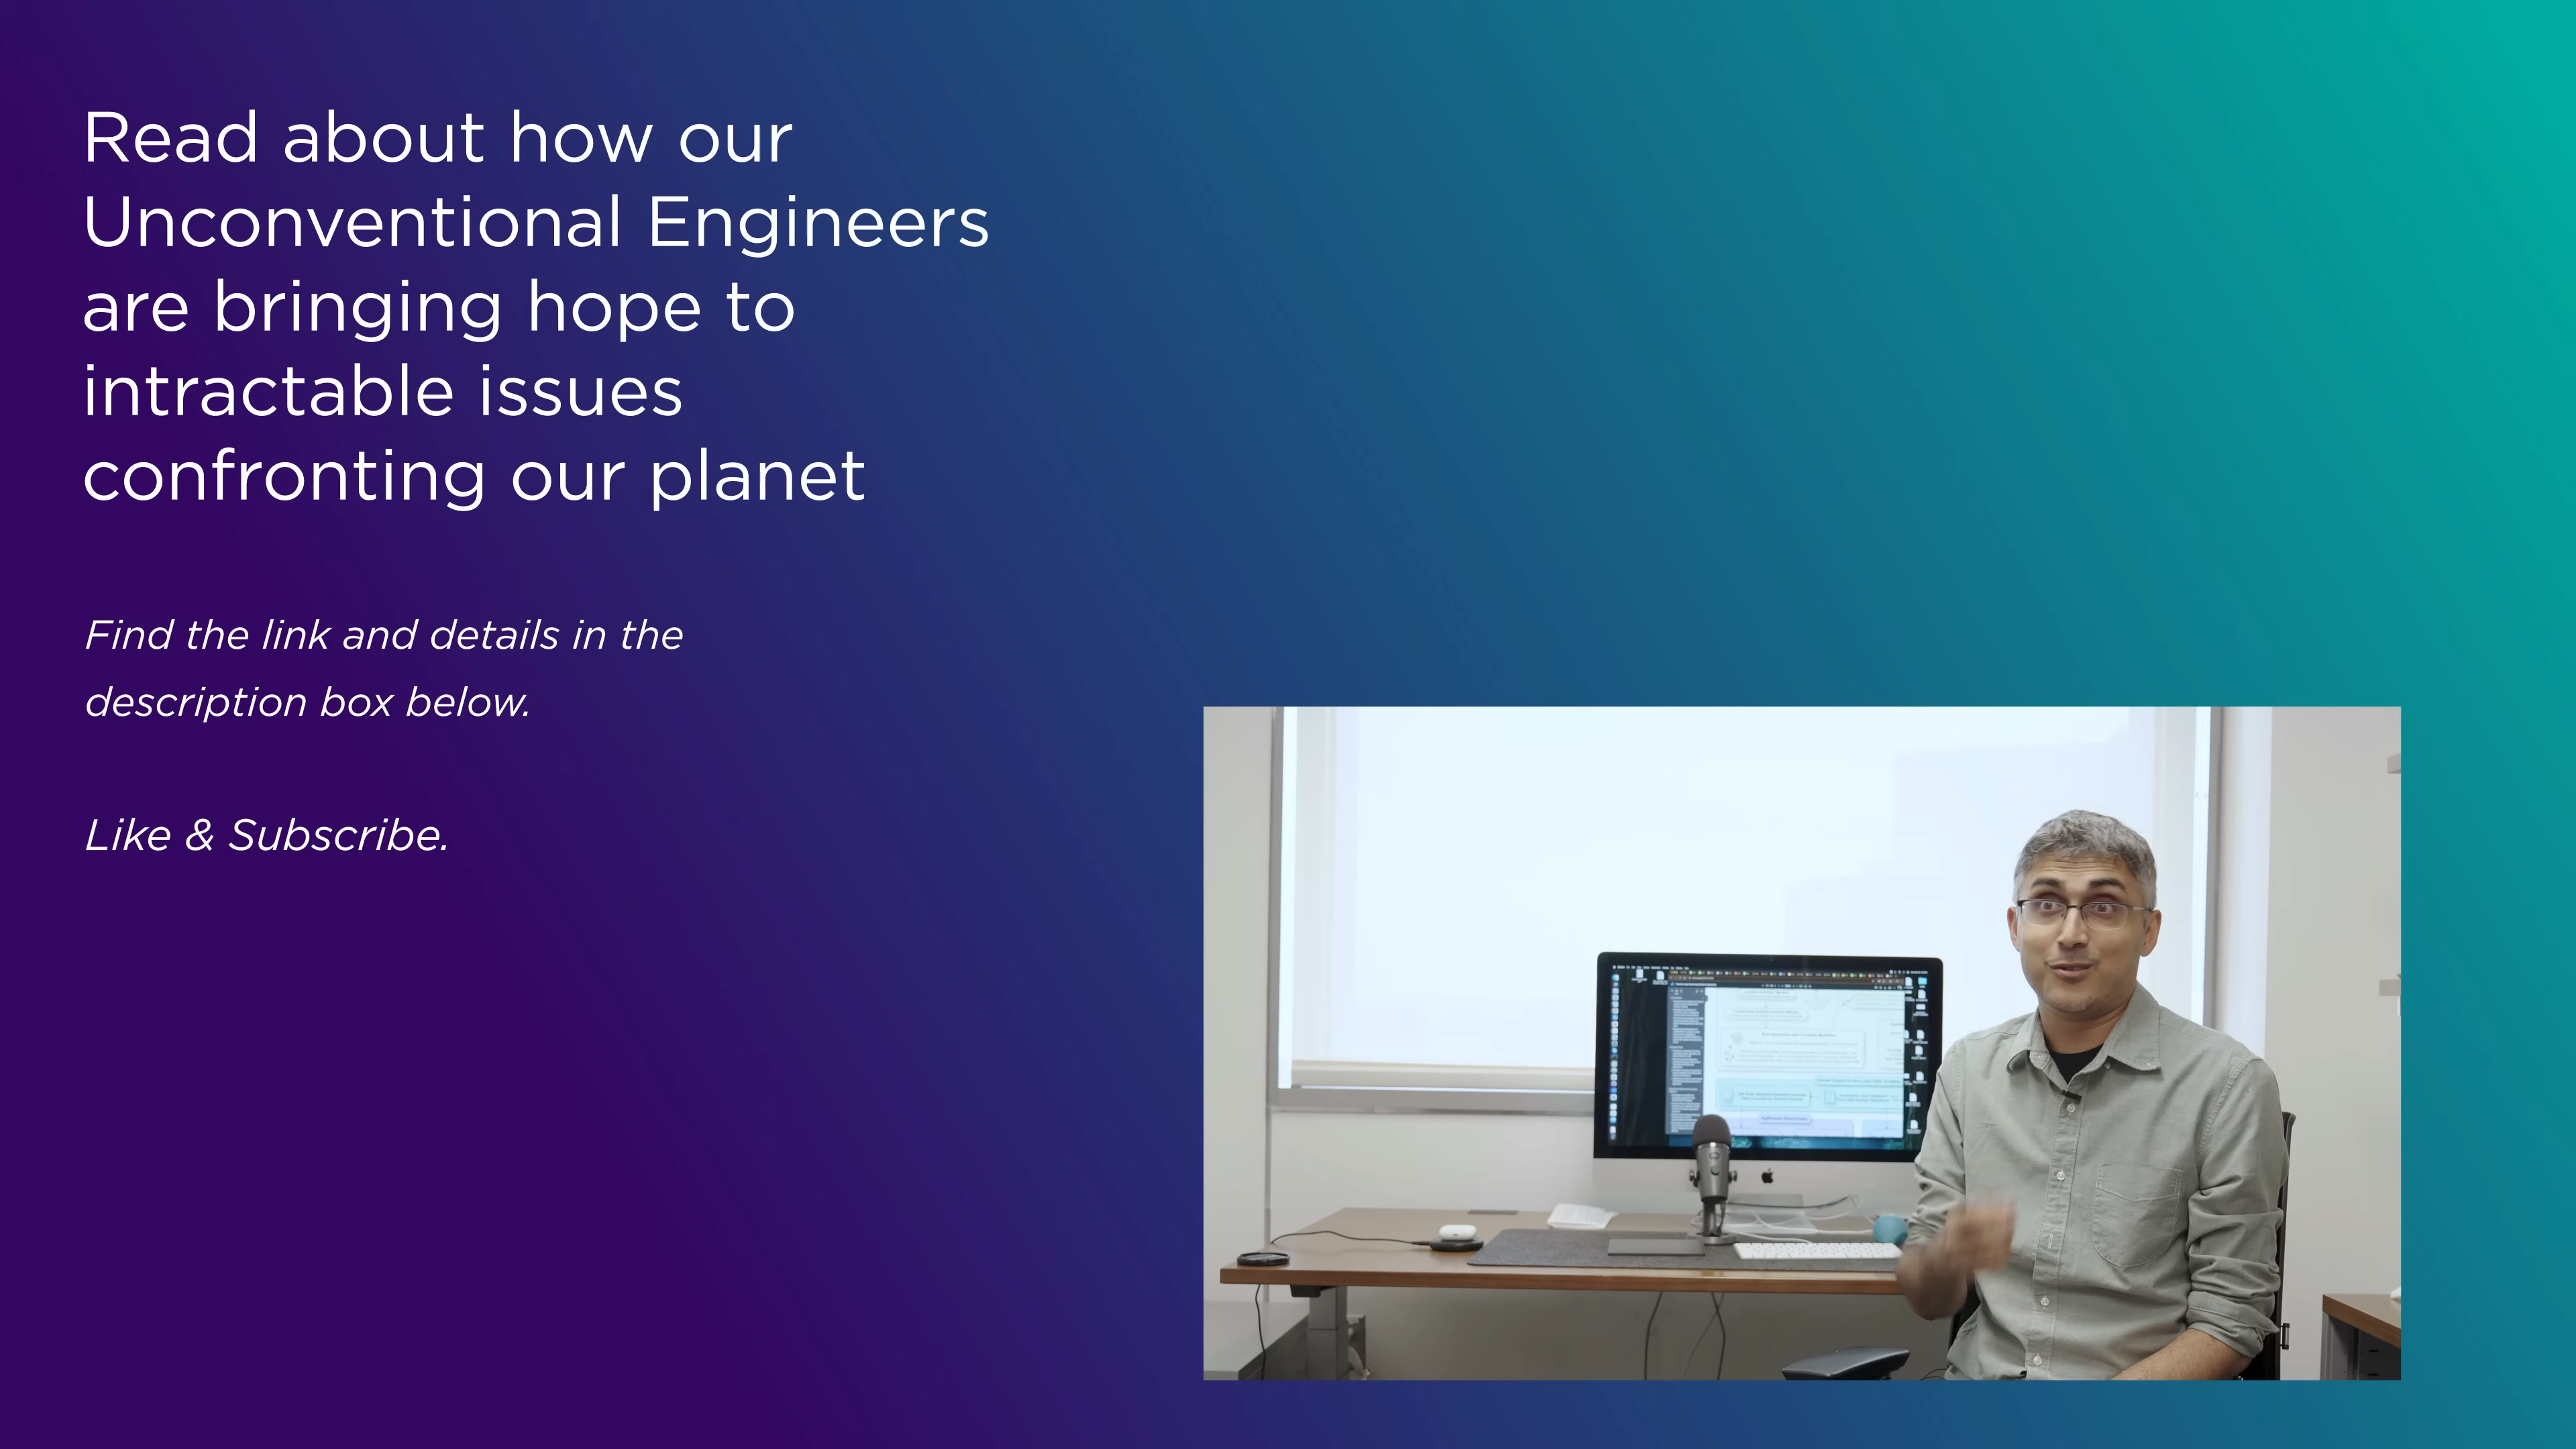 Read about how our
Unconventional Engineers
are bringing hope to
intractable issues
confronting our planet
Find the link and details in the
description box below.
Like & Subscribe.